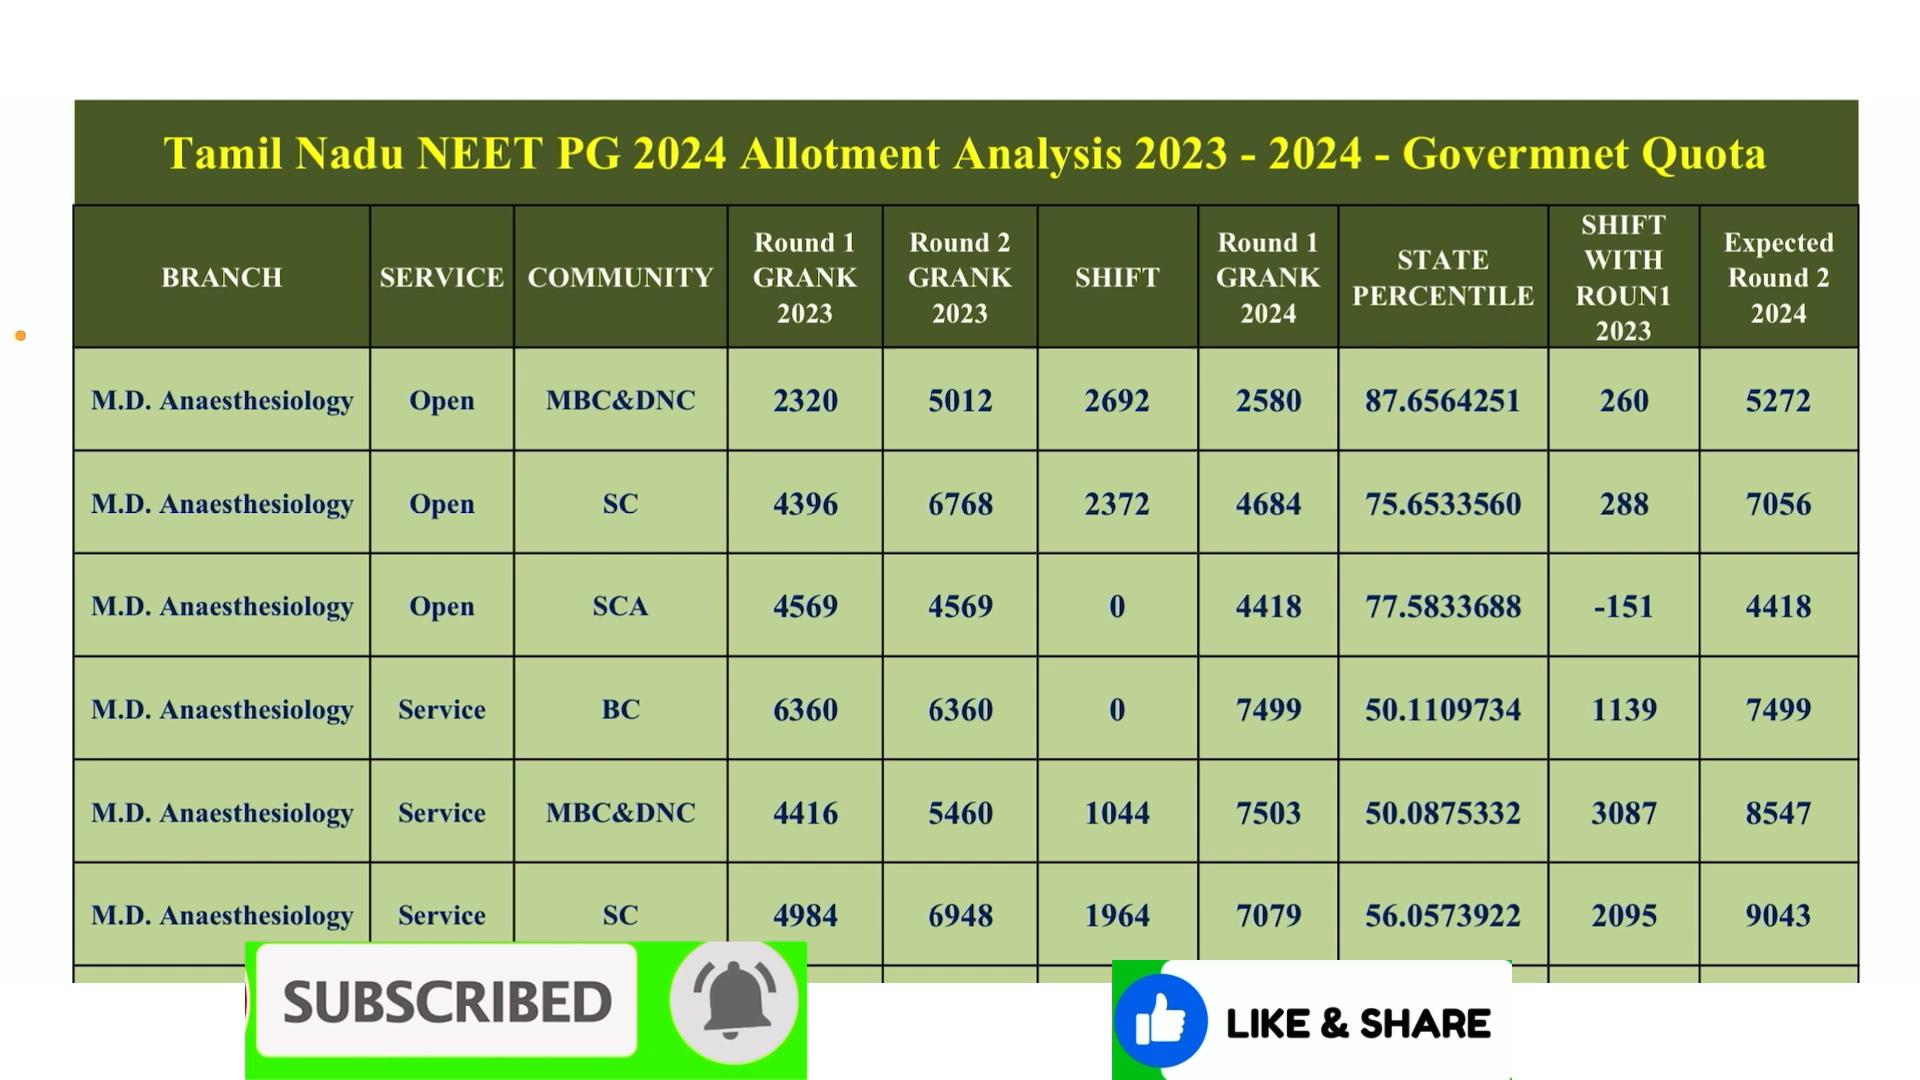 Tamil Nadu NEET PG 2024 Allotment Analysis 2023 - 2024 - Govermnet Quota
BRANCH SERVICE COMMUNITY Round 1 GRANK 2023 Round 2 GRANK 2023 SHIFT Round 1 GRANK 2024 STATE PERCENTILE SHIFT WITH ROUN1 2023 Expected Round 2 2024
M.D. Anaesthesiology Open MBC&DNC 2320 5012 2692 2580 87.6564251 260 5272
M.D. Anaesthesiology Open SC 4396 6768 2372 4684 75.6533560 288 7056
M.D. Anaesthesiology Open SCA 4569 4569 0 4418 77.5833688 -151 4418
M.D. Anaesthesiology Service BC 6360 6360 0 7499 50.1109734 1139 7499
M.D. Anaesthesiology Service MBC&DNC 4416 5460 1044 7503 50.0875332 3087 8547
M.D. Anaesthesiology Service SC 4984 6948 1964 7079 56.0573922 2095 9043
SUBSCRIBED
LIKE & SHARE